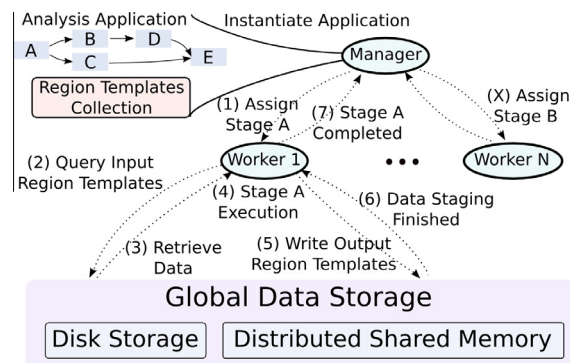 Analysis Application
Instantiate Application
A
B
D
C
E
Manager
Region Templates
Collection
(1) Assign
Stage A
(7) Stage A
Completed
(X) Assign
Stage B
Worker 1
•••
Worker N
(2) Query Input
Region Templates
(4) Stage A
Execution
(6) Data Staging
Finished
(3) Retrieve
Data
(5) Write Output
Region Templates
Global Data Storage
Disk Storage
Distributed Shared Memory